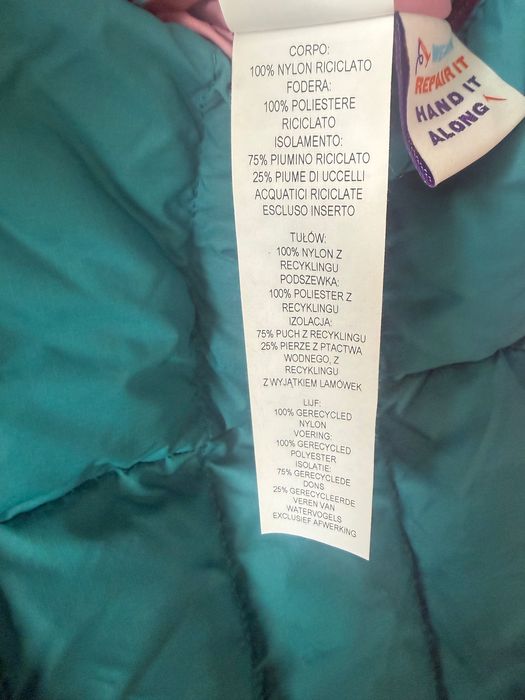 CORPO:
100% NYLON RICICLATO
FODERA:
100% POLIESTERE
RICICLATO
ISOLAMENTO:
75% PIUMINO RICICLATO
25% PIUME DI UCCELLI
ACQUATICI RICICLATE
ESCLUSO INSERTO
TUŁÓW:
100% NYLON Z
RECYKLINGU
PODSZEWKA:
100% POLIESTER Z
RECYKLINGU
IZOLACJA:
75% PUCH Z RECYKLINGU
25% PIERZE Z PTACTWA
WODNEGO, Z
RECYKLINGU
Z WYJĄTKIEM LAMÓWEK
LIJF:
100% GERECYCLED
NYLON
VOERING:
100% GERECYCLED
POLYESTER
ISOLATIE:
75% GERECYCLEDE
DONS
25% GERECYCLEERDE
VEREN VAN
WATERVOGELS
EXCLUSIEF AFWERKING
REPAIR IT
HAND IT
ALONG